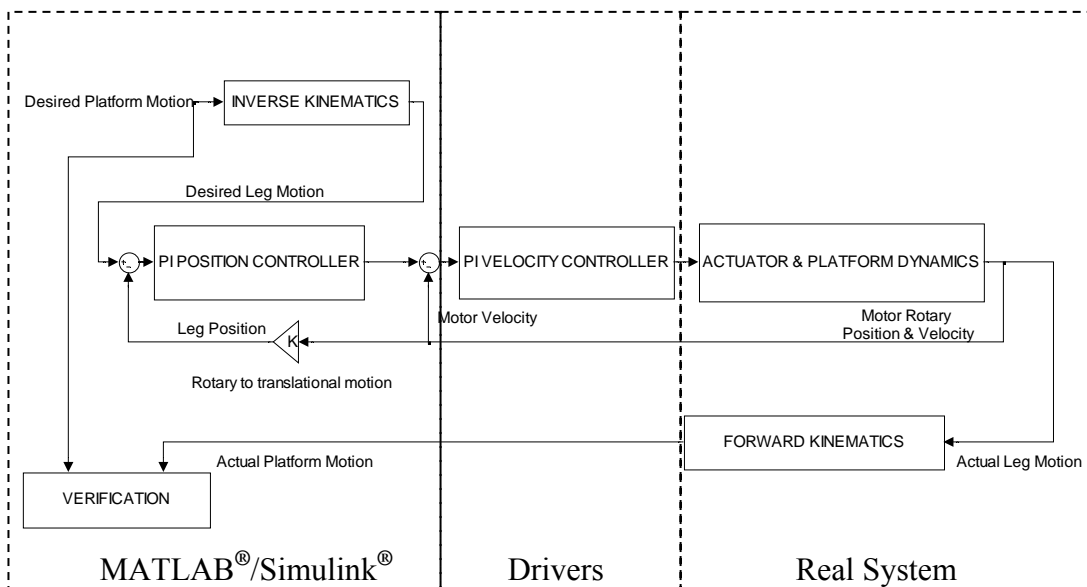 Desired Platform Motion
INVERSE KINEMATICS
Desired Leg Motion
+
-
PI POSITION CONTROLLER
+
-
PI VELOCITY CONTROLLER
ACTUATOR & PLATFORM DYNAMICS
Leg Position
K
Motor Velocity
Motor Rotary
Position & Velocity
Rotary to translational motion
FORWARD KINEMATICS
Actual Platform Motion
Actual Leg Motion
VERIFICATION
MATLAB®/Simulink®
Drivers
Real System